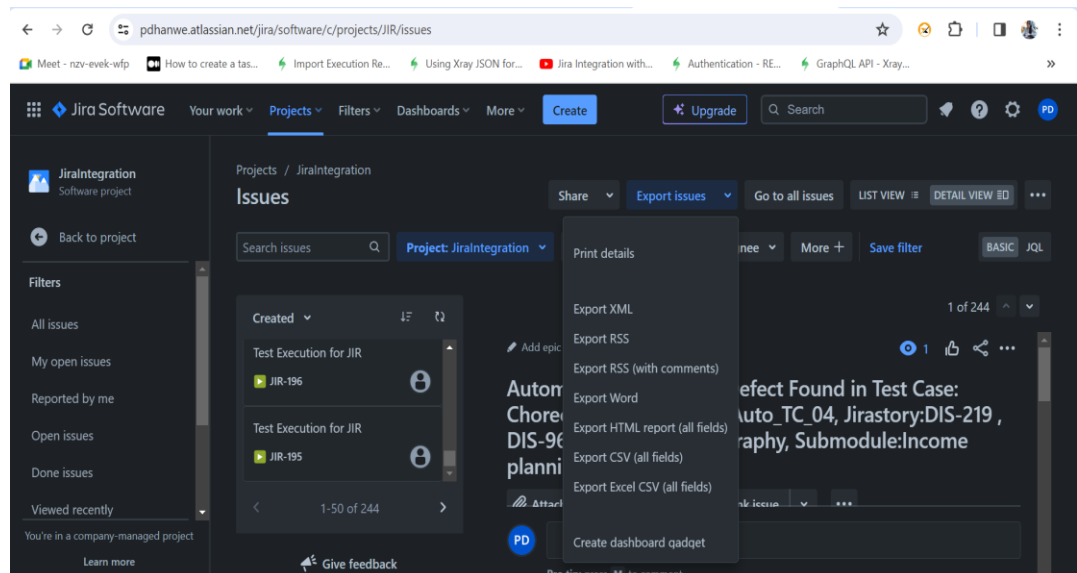 pdhanwe.atlassian.net/jira/software/c/projects/JIR/issues
Meet - nzv-evek-wfp How to create a tas... Import Execution Re... Using Xray JSON for... Jira Integration with... Authentication - RE... GraphQL API - Xray... »
Jira Software Your work Projects Filters Dashboards More Create Upgrade Search PD
JiraIntegration
Software project
Back to project
Filters
All issues
My open issues
Reported by me
Open issues
Done issues
Viewed recently
You're in a company-managed project
Learn more
Projects / JiraIntegration
Issues
Share Export issues Go to all issues LIST VIEW DETAIL VIEW
Search issues Project: JiraIntegration nee More + Save filter BASIC JQL
Created
Test Execution for JIR
JIR-196
Test Execution for JIR
JIR-195
1-50 of 244
Give feedback
Print details
Export XML
Export RSS
Export RSS (with comments)
Export Word
Export HTML report (all fields)
Export CSV (all fields)
Export Excel CSV (all fields)
Create dashboard gadget
1 of 244
Add epic
1
Autom efect Found in Test Case:
Chore Auto_TC_04, Jirastory:DIS-219 ,
DIS-96 raphy, Submodule:Income
planni
Attach nk issue
PD